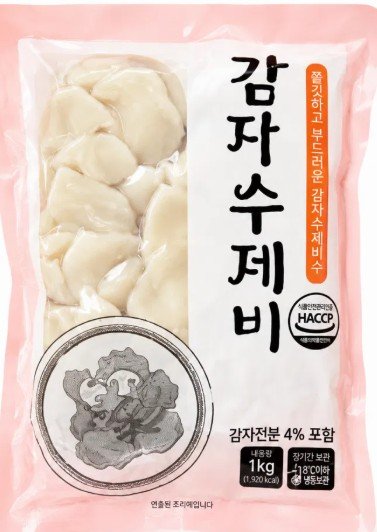 감자수제비
쫄깃하고 부드러운 감자수제비수
식품안전관리인증
HACCP
식품의약품안전처
감자전분 4% 포함
내용량
1kg
(1,920 kcal)
장기간 보관
-18℃이하
냉동보관
연출된 조리예입니다